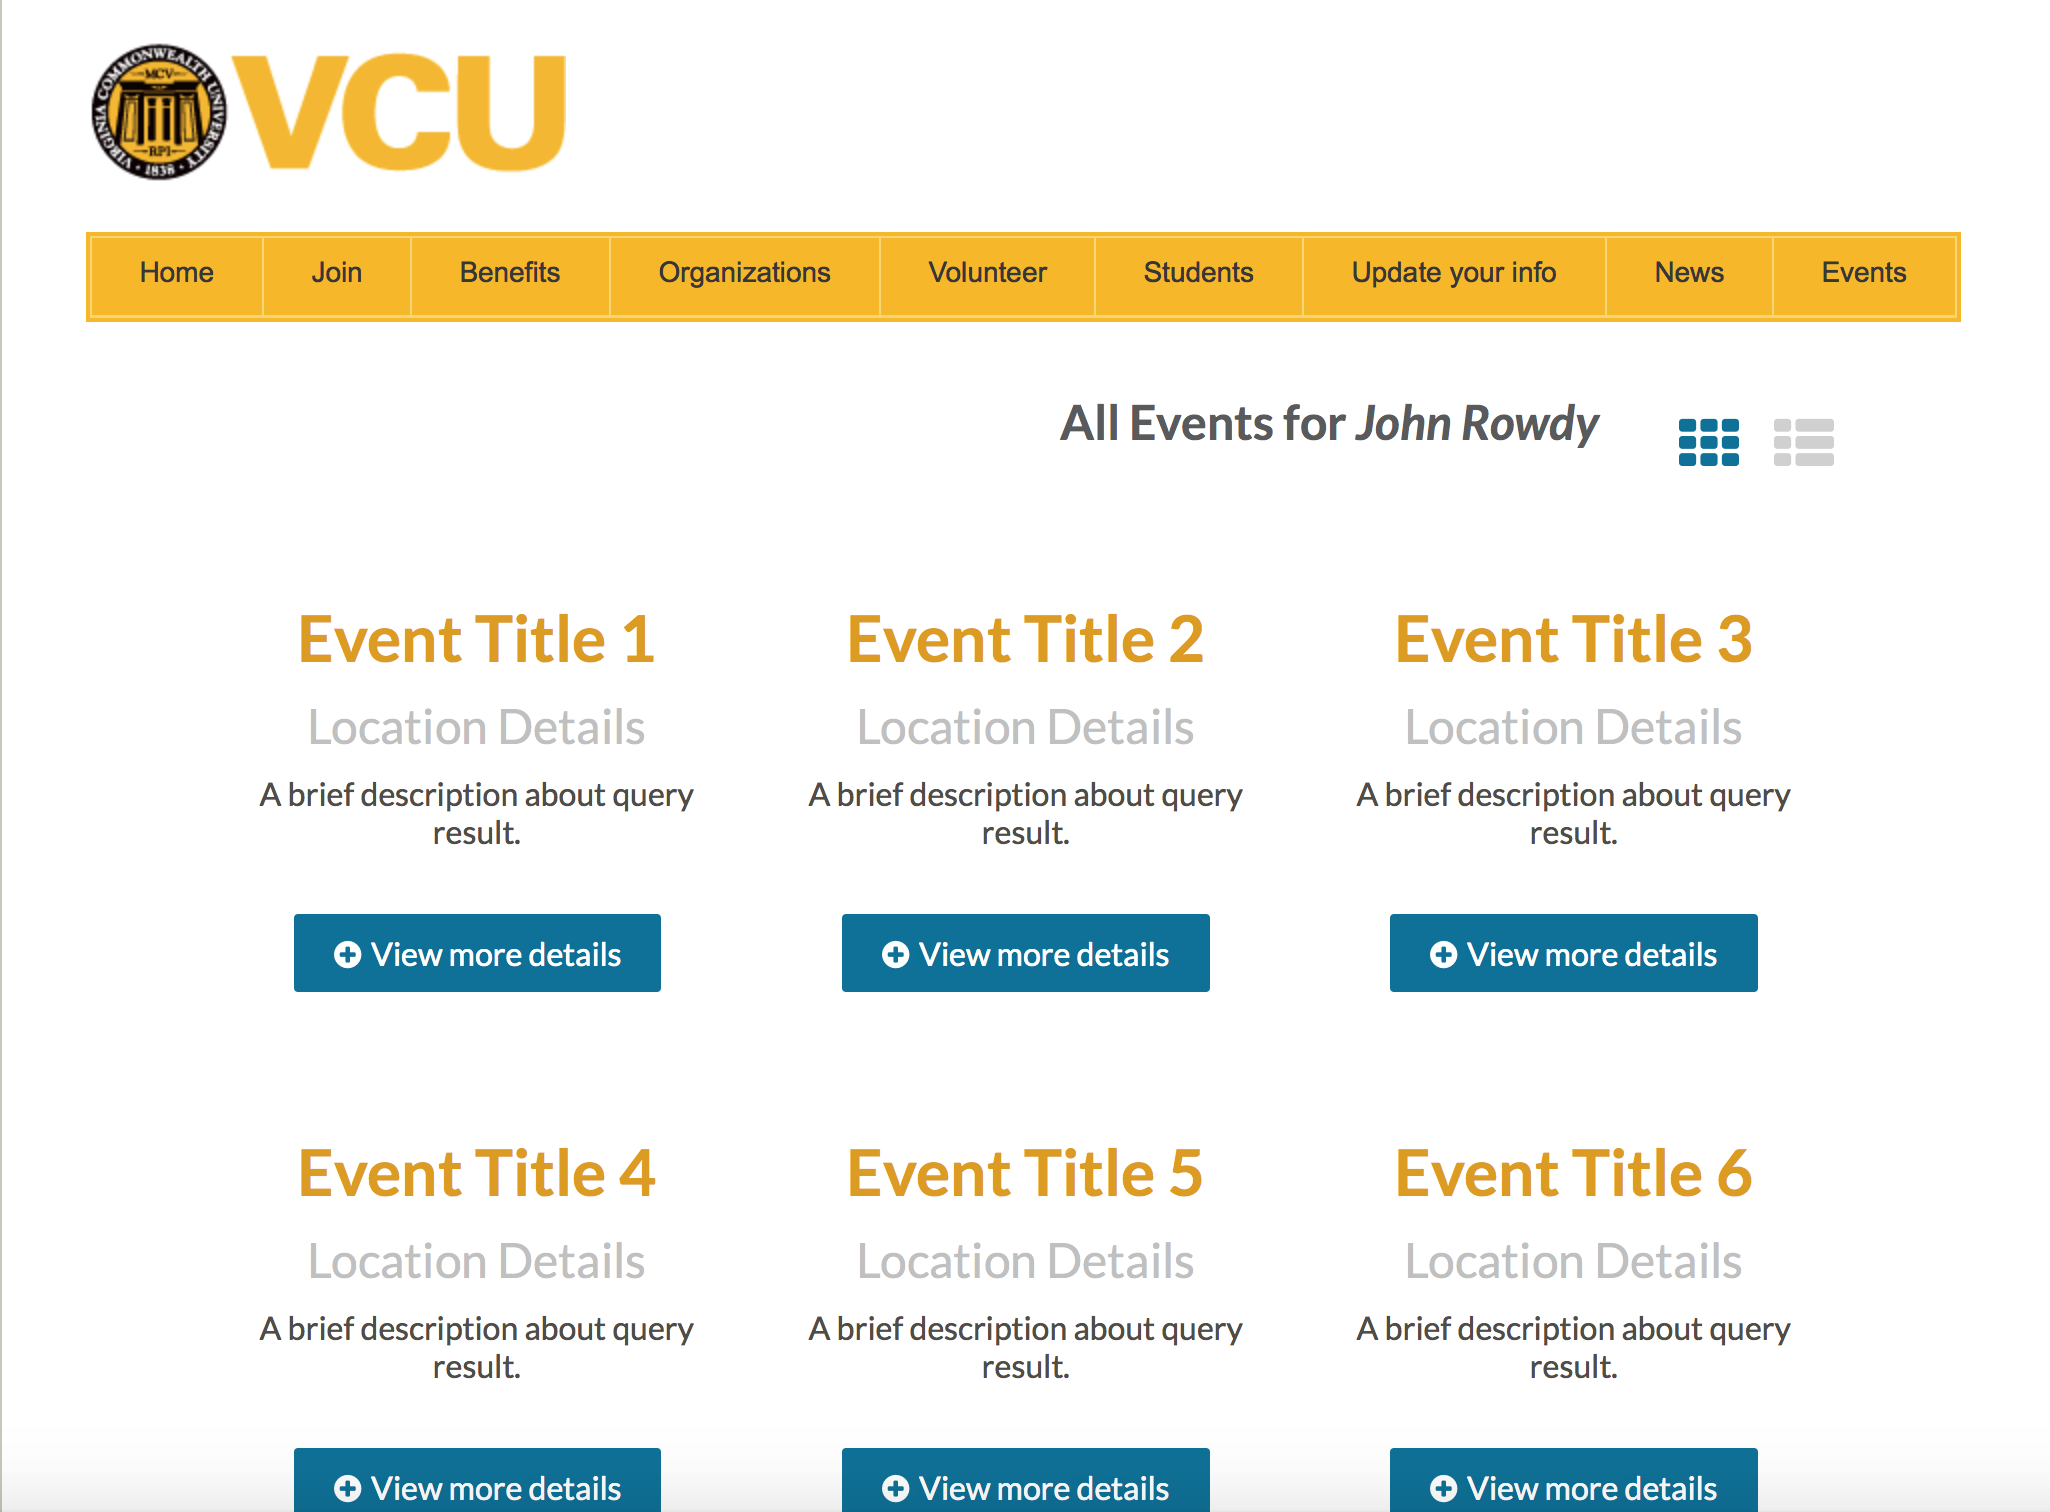 VIRGINIA COMMONWEALTH UNIVERSITY
MCV
RPI
· 1838 ·
VCU
Home Join Benefits Organizations Volunteer Students Update your info News Events
All Events for John Rowdy
Event Title 1 Event Title 2 Event Title 3
Location Details Location Details Location Details
A brief description about query A brief description about query A brief description about query
result. result. result.
View more details View more details View more details
Event Title 4 Event Title 5 Event Title 6
Location Details Location Details Location Details
A brief description about query A brief description about query A brief description about query
result. result. result.
View more details View more details View more details